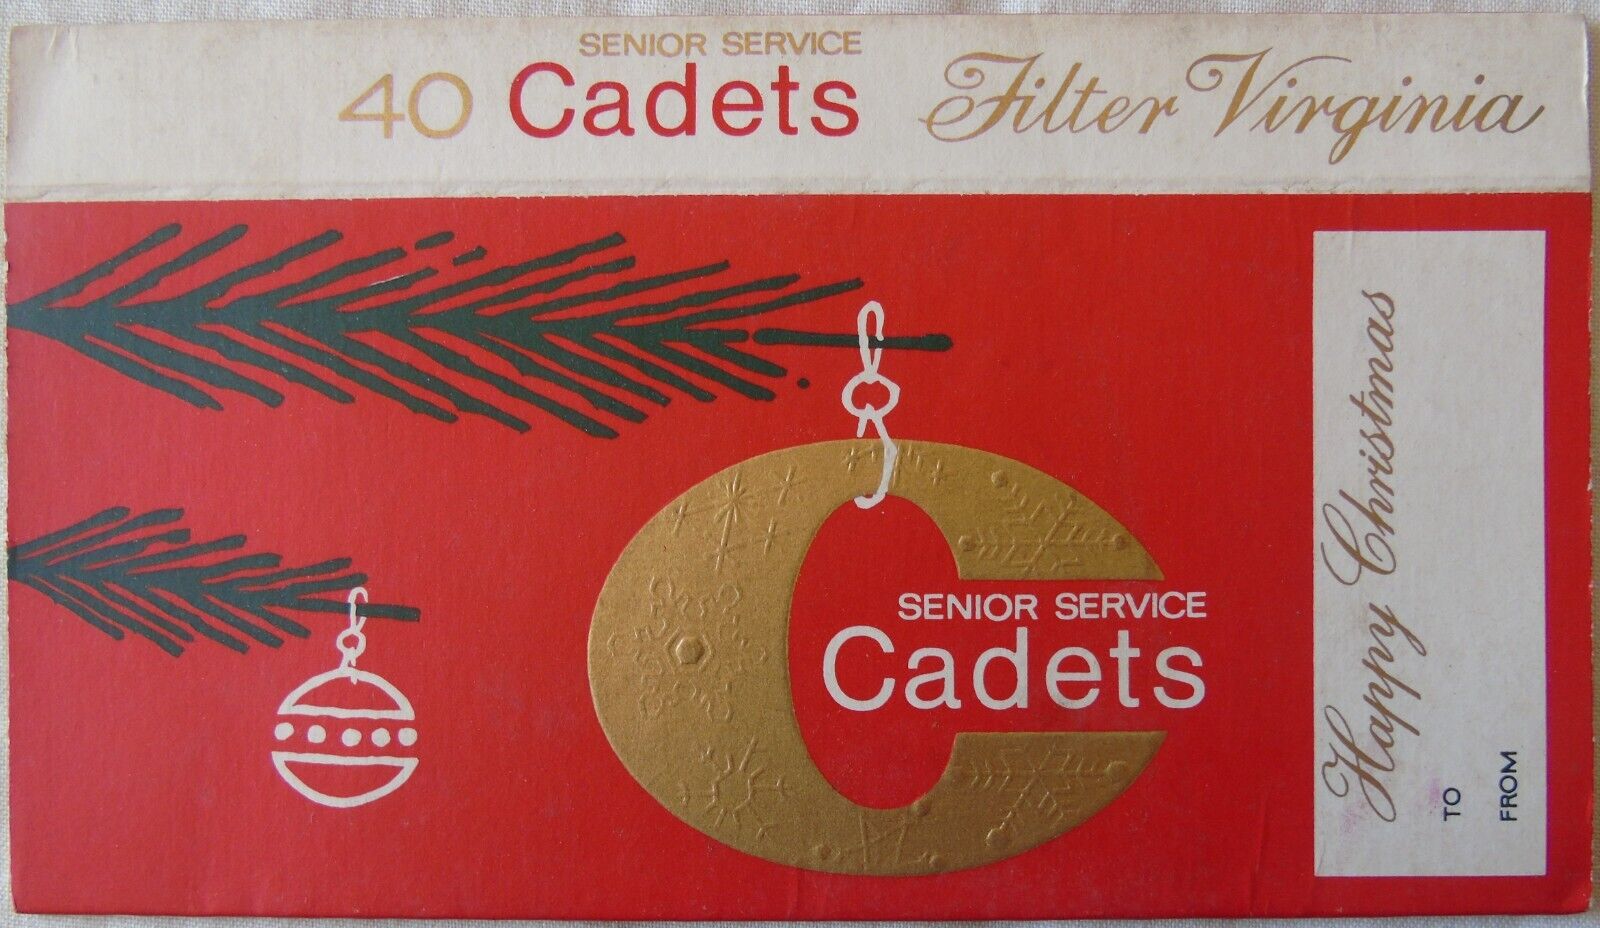 SENIOR SERVICE
40 Cadets Filter Virginia
SENIOR SERVICE
Cadets
Happy Christmas
TO
FROM